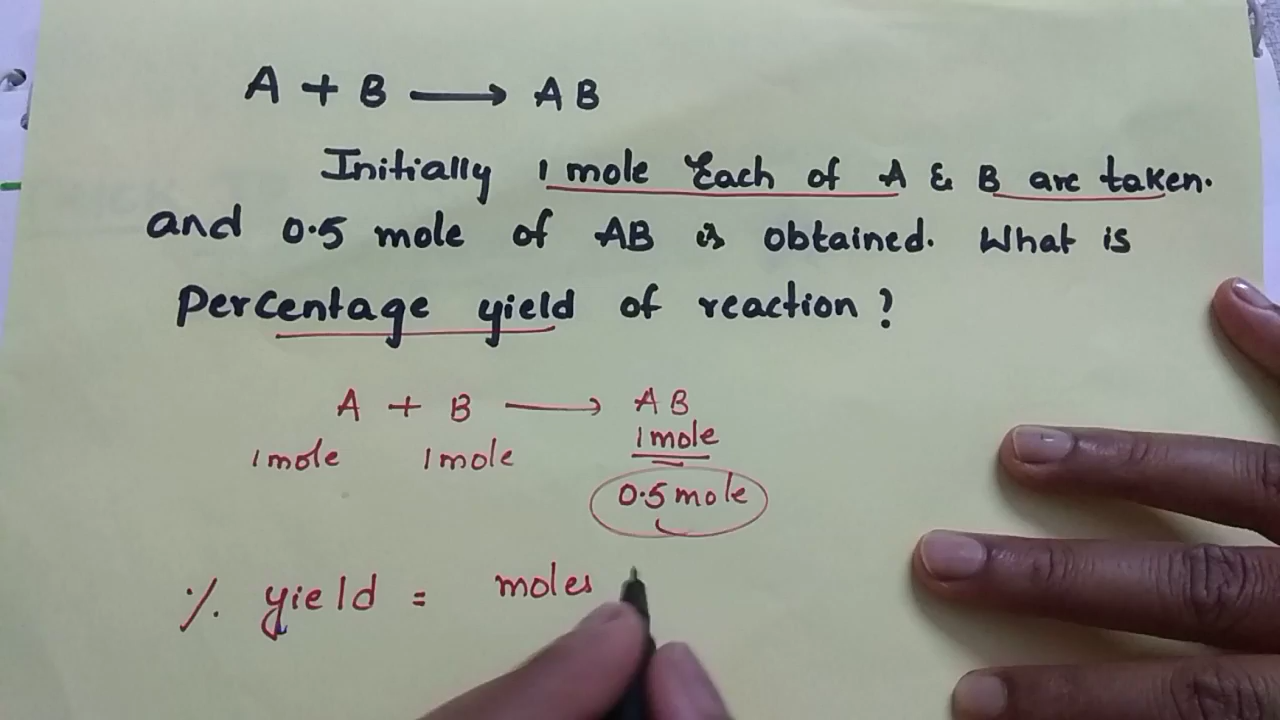 A + B ⟶ AB
Initially 1 mole Each of A & B are taken.
and 0.5 mole of AB is obtained. What is
Percentage yield of reaction?
A + B ⟶ AB
1 mole 1 mole 1 mole
0.5 mole
% yield = moles